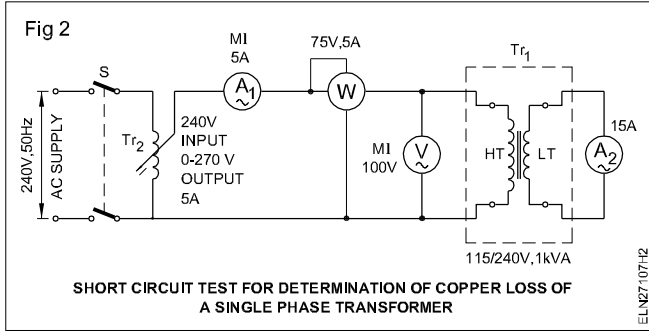 Fig 2
S
240V,50Hz
AC SUPPLY
Tr2
240V
INPUT
0-270 V
OUTPUT
5A
MI
5A
A1
75V,5A
W
MI
100V
V
Tr1
HT
LT
15A
A2
115/240V,1kVA
SHORT CIRCUIT TEST FOR DETERMINATION OF COPPER LOSS OF
A SINGLE PHASE TRANSFORMER
ELN27107H2